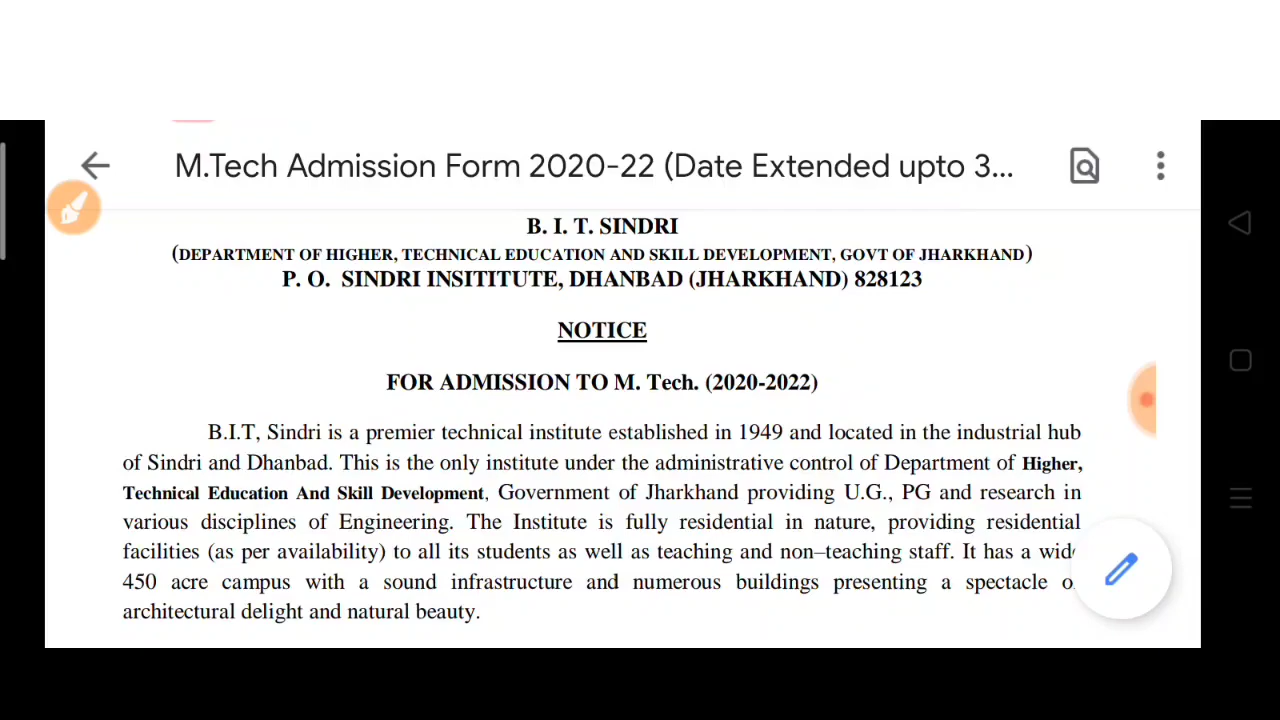 M.Tech Admission Form 2020-22 (Date Extended upto 3...
B. I. T. SINDRI
(DEPARTMENT OF HIGHER, TECHNICAL EDUCATION AND SKILL DEVELOPMENT, GOVT OF JHARKHAND)
P. O. SINDRI INSITITUTE, DHANBAD (JHARKHAND) 828123
NOTICE
FOR ADMISSION TO M. Tech. (2020-2022)
B.I.T, Sindri is a premier technical institute established in 1949 and located in the industrial hub
of Sindri and Dhanbad. This is the only institute under the administrative control of Department of Higher,
Technical Education And Skill Development, Government of Jharkhand providing U.G., PG and research in
various disciplines of Engineering. The Institute is fully residential in nature, providing residential
facilities (as per availability) to all its students as well as teaching and non–teaching staff. It has a
450 acre campus with a sound infrastructure and numerous buildings presenting a spectacle
architectural delight and natural beauty.